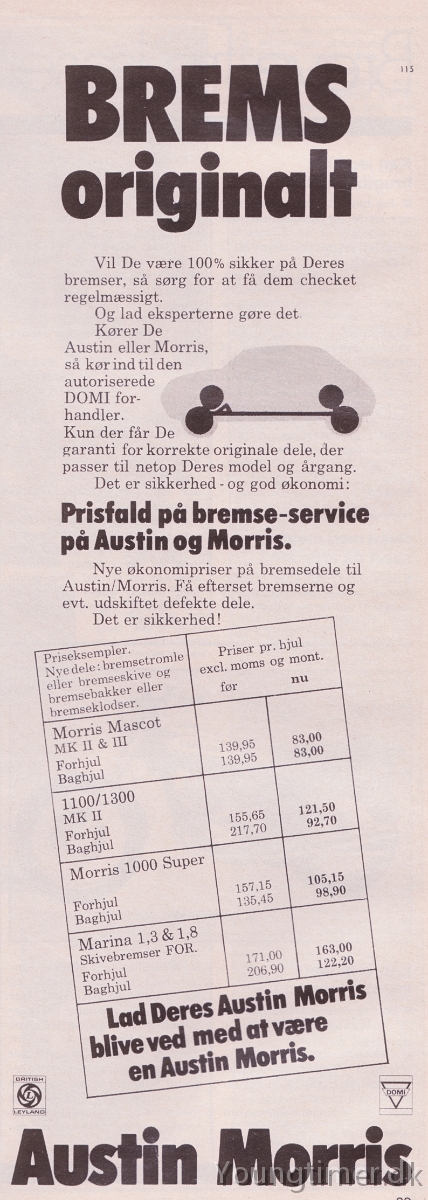 115
BREMS
originalt
Vil De være 100% sikker på Deres
bremser, så sørg for at få dem checket
regelmæssigt.
Og lad eksperterne gøre det.
Kører De
Austin eller Morris,
så kør ind til den
autoriserede
DOMI for-
handler.
Kun der får De
garanti for korrekte originale dele, der
passer til netop Deres model og årgang.
Det er sikkerhed - og god økonomi:
Prisfald på bremse-service
på Austin og Morris.
Nye økonomipriser på bremsedele til
Austin/Morris. Få efterset bremserne og
evt. udskiftet defekte dele.
Det er sikkerhed!
Priseksempler.
Nye dele: bremsetromle
eller bremseskive og
bremsebakker eller
bremseklodser.
Priser pr. hjul
excl. moms og mont.
før nu
Morris Mascot
MK II & III
Forhjul 139,95 83,00
Baghjul 139,95 83,00
1100/1300
MK II
Forhjul 155,65 121,50
Baghjul 217,70 92,70
Morris 1000 Super
Forhjul 157,15 105,15
Baghjul 135,45 98,90
Marina 1,3 & 1,8
Skivebremser FOR.
Forhjul 171,00 163,00
Baghjul 206,90 122,20
Lad Deres Austin Morris
blive ved med at være
en Austin Morris.
BRITISH
LEYLAND
DOMI
Austin Morris
Youngtimer.dk